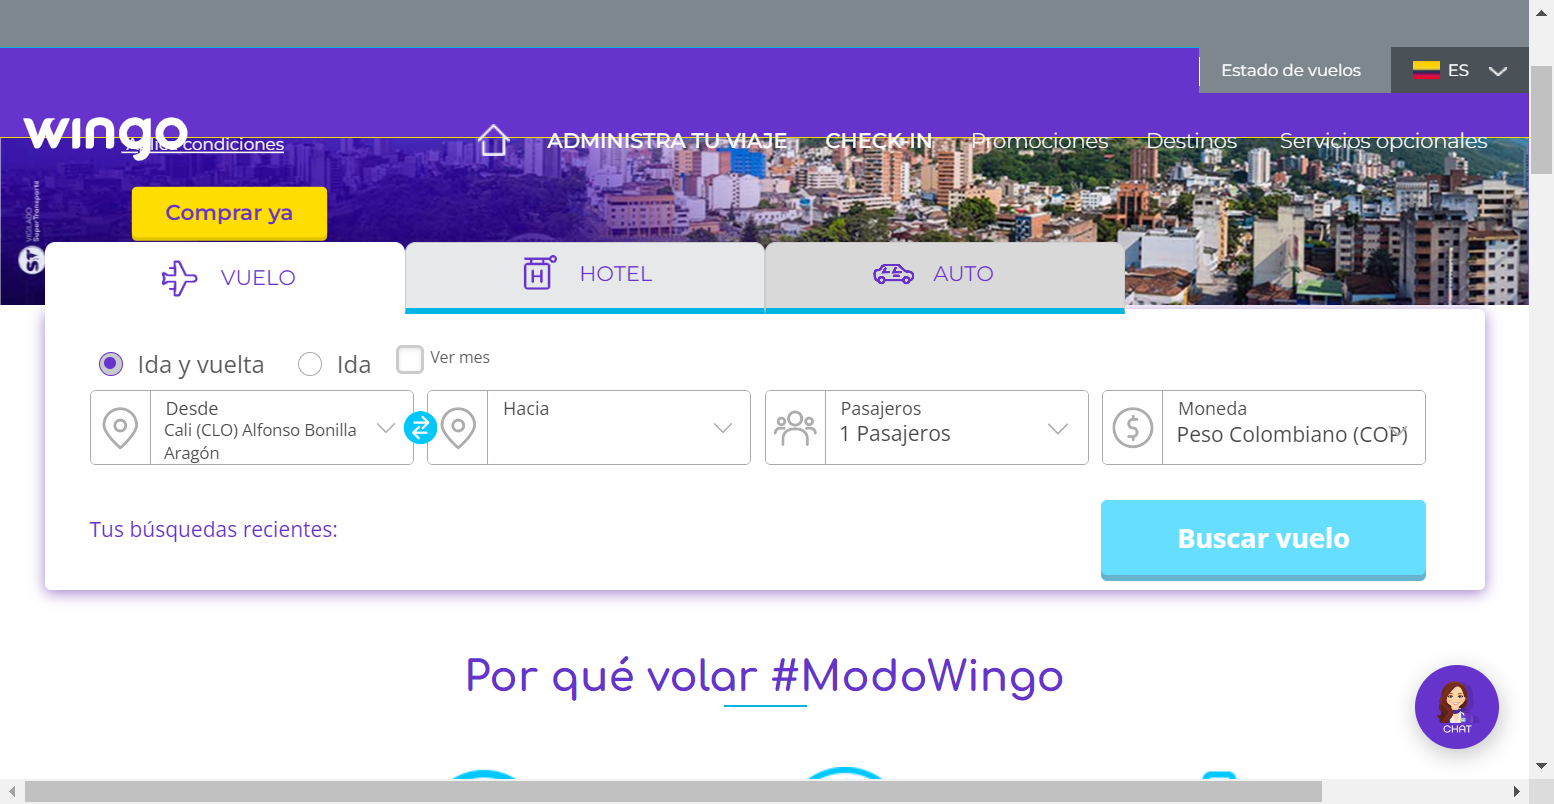 Estado de vuelos
ES
wingo
Aplica condiciones
ADMINISTRA TU VIAJE
CHECK-IN
Promociones
Destinos
Servicios opcionales
VIGILADO
SuperTransporte
Comprar ya
VUELO
HOTEL
AUTO
Ida y vuelta
Ida
Ver mes
Desde
Cali (CLO) Alfonso Bonilla
Aragón
Hacia
Pasajeros
1 Pasajeros
Moneda
Peso Colombiano (COP)
Tus búsquedas recientes:
Buscar vuelo
Por qué volar #ModoWingo
CHAT